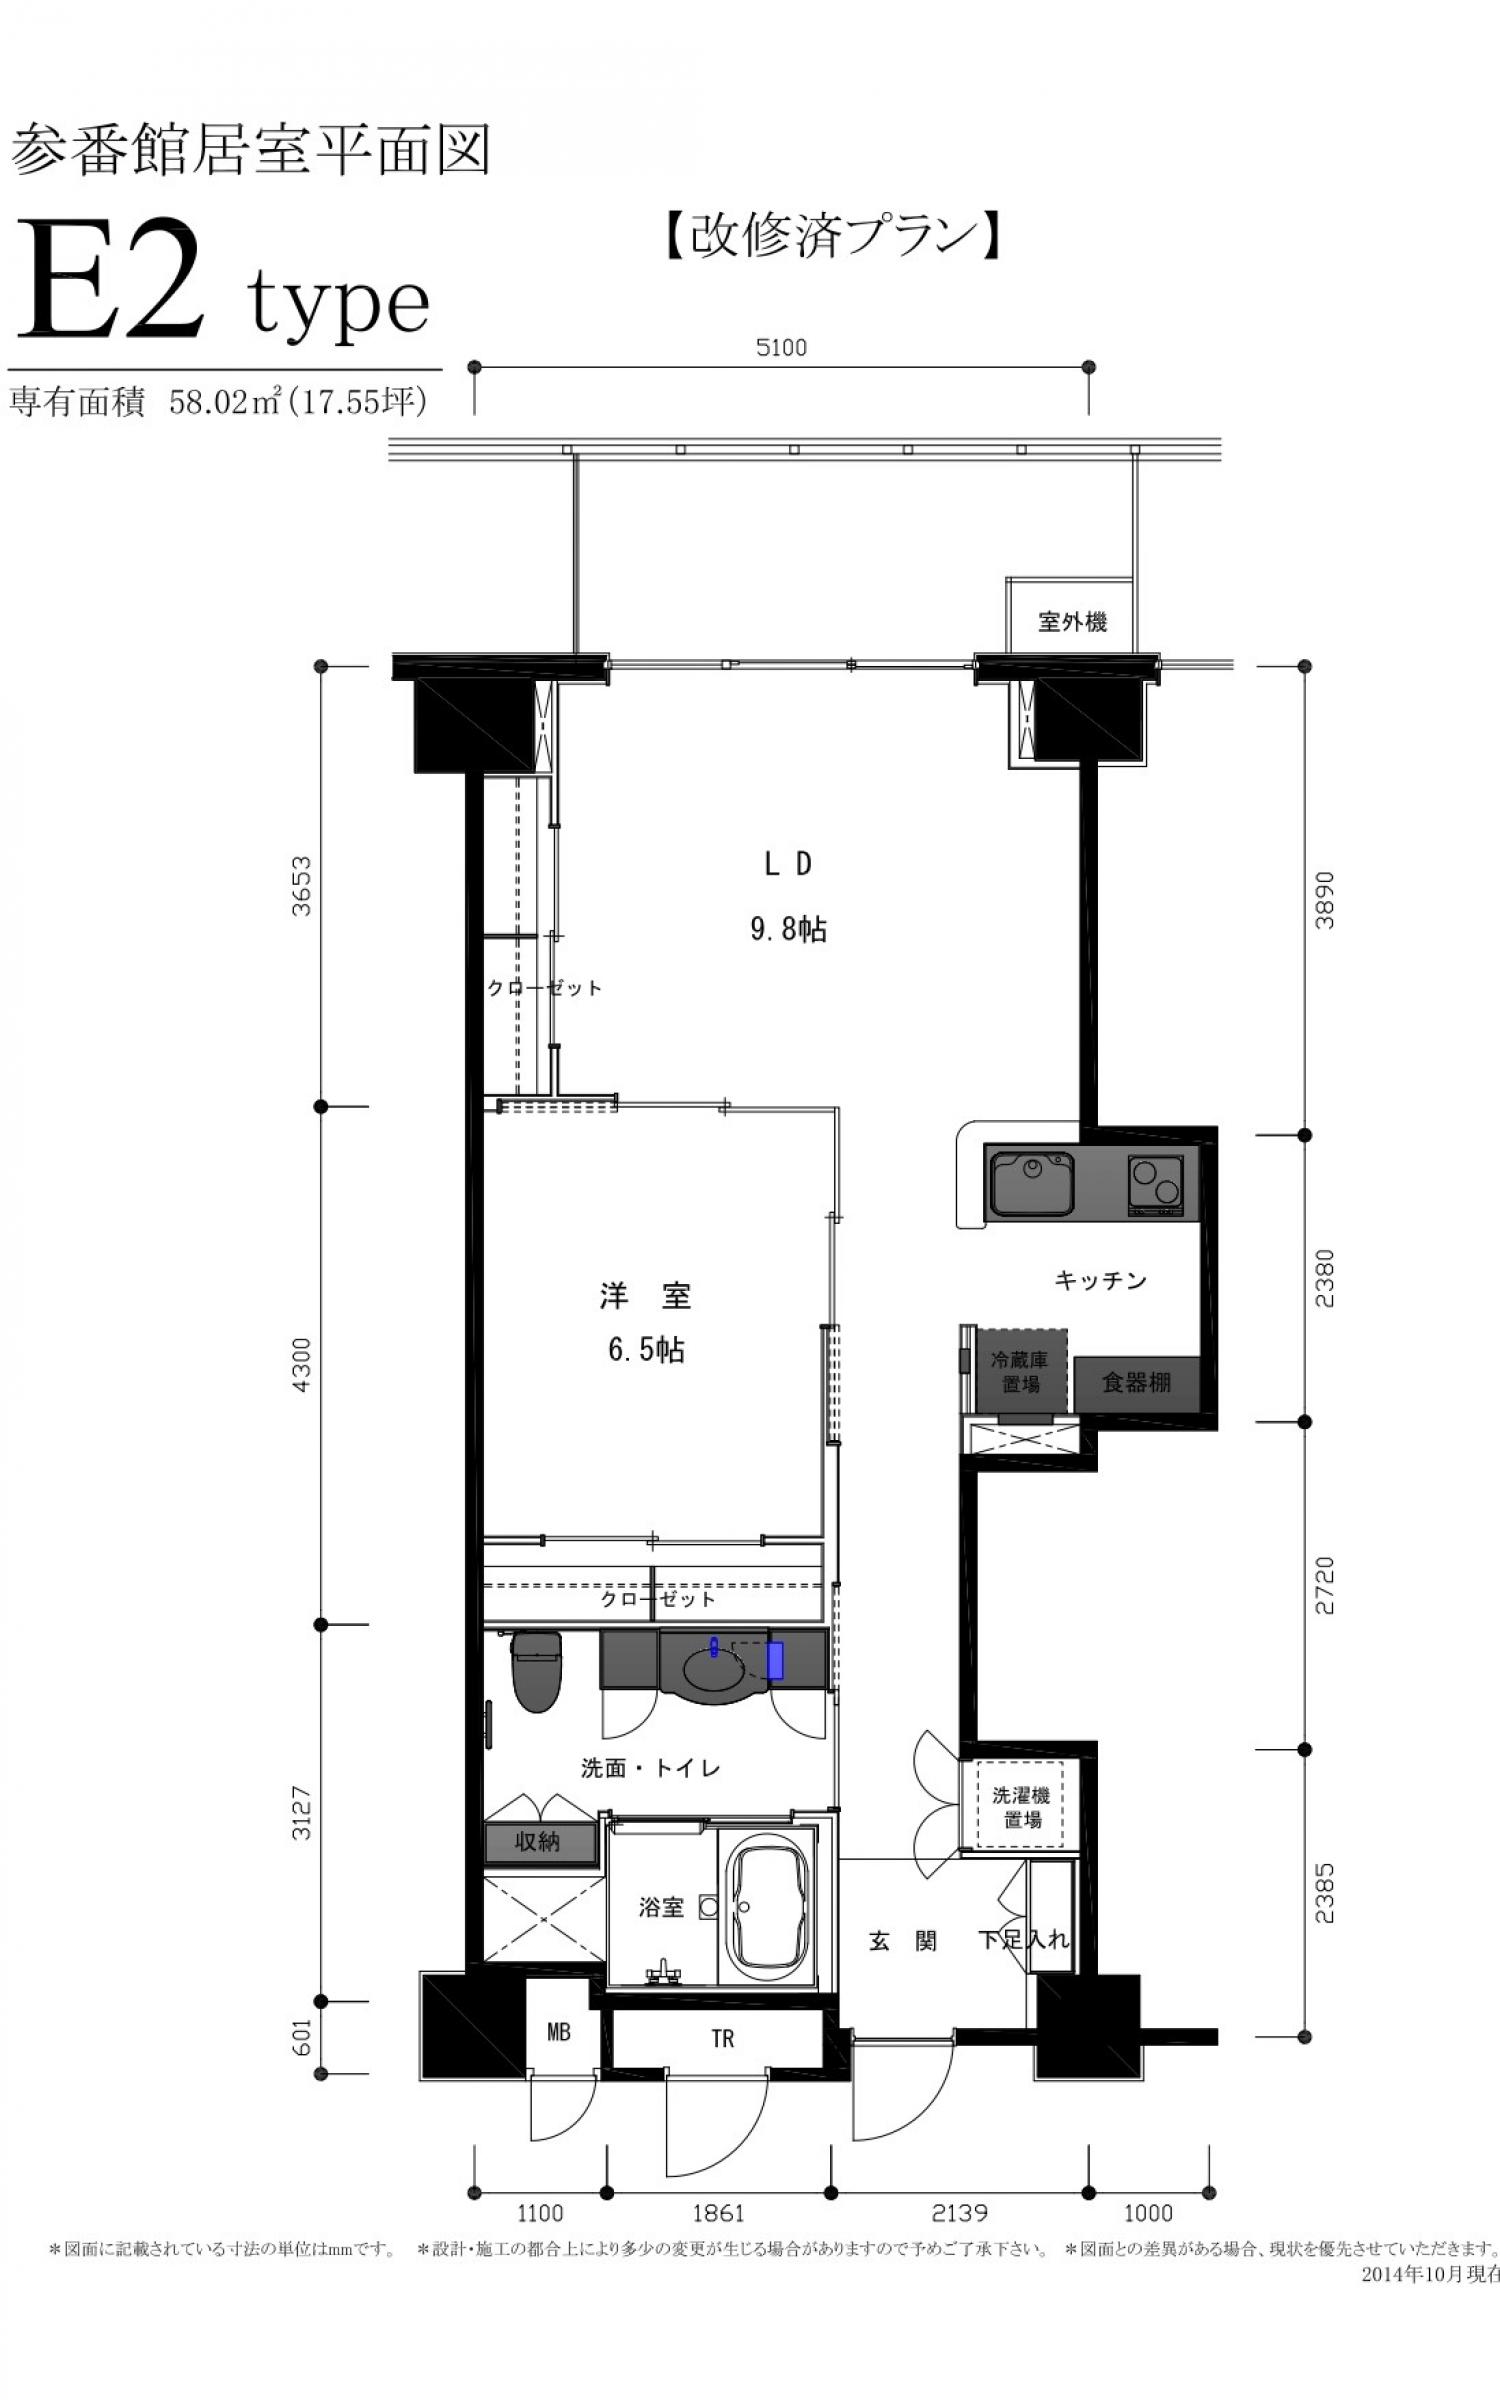 参番館居室平面図
E2 type
【改修済プラン】
専有面積 58.02㎡(17.55坪)
5100
室外機
3653
3890
LD
9.8帖
クローゼット
4300
2380
キッチン
洋 室
6.5帖
冷蔵庫
置場
食器棚
2720
クローゼット
洗面・トイレ
3127
洗濯機
置場
収納
2385
浴室
玄 関
下足入れ
601
MB
TR
1100
1861
2139
1000
＊図面に記載されている寸法の単位はmmです。 ＊設計・施工の都合上により多少の変更が生じる場合がありますので予めご了承下さい。 ＊図面との差異がある場合、現状を優先させていただきます。
2014年10月現在